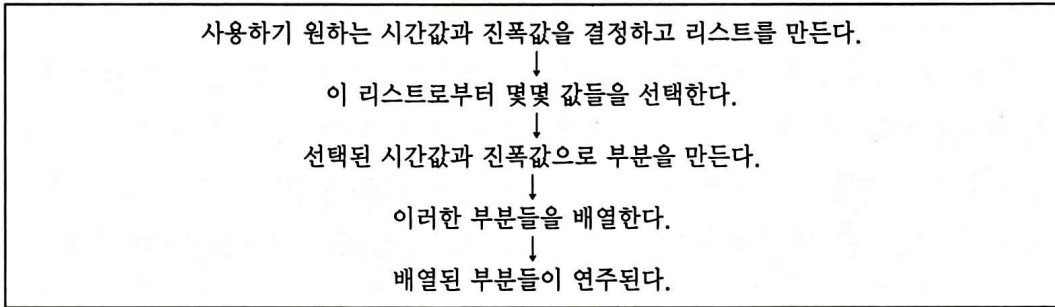 사용하기 원하는 시간값과 진폭값을 결정하고 리스트를 만든다.
이 리스트로부터 몇몇 값들을 선택한다.
선택된 시간값과 진폭값으로 부분을 만든다.
이러한 부분들을 배열한다.
배열된 부분들이 연주된다.